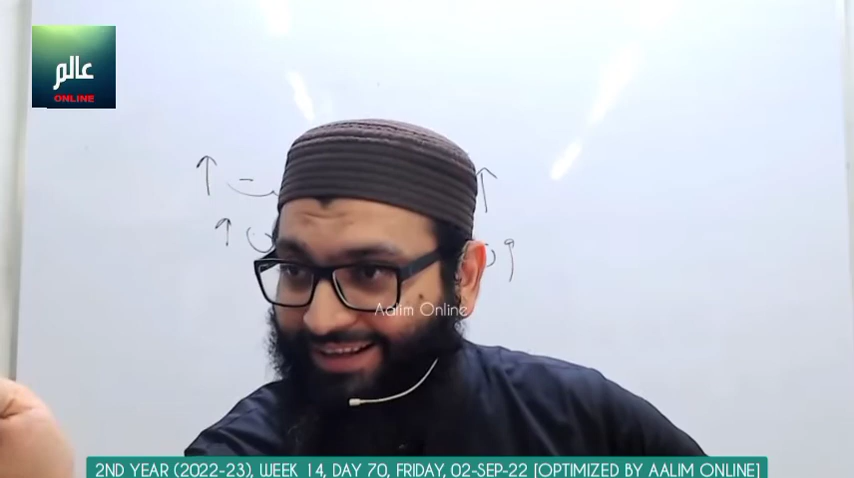 عالم
ONLINE
Aalim Online
2ND YEAR (2022-23), WEEK 14, DAY 70, FRIDAY, 02-SEP-22 [OPTIMIZED BY AALIM ONLINE]